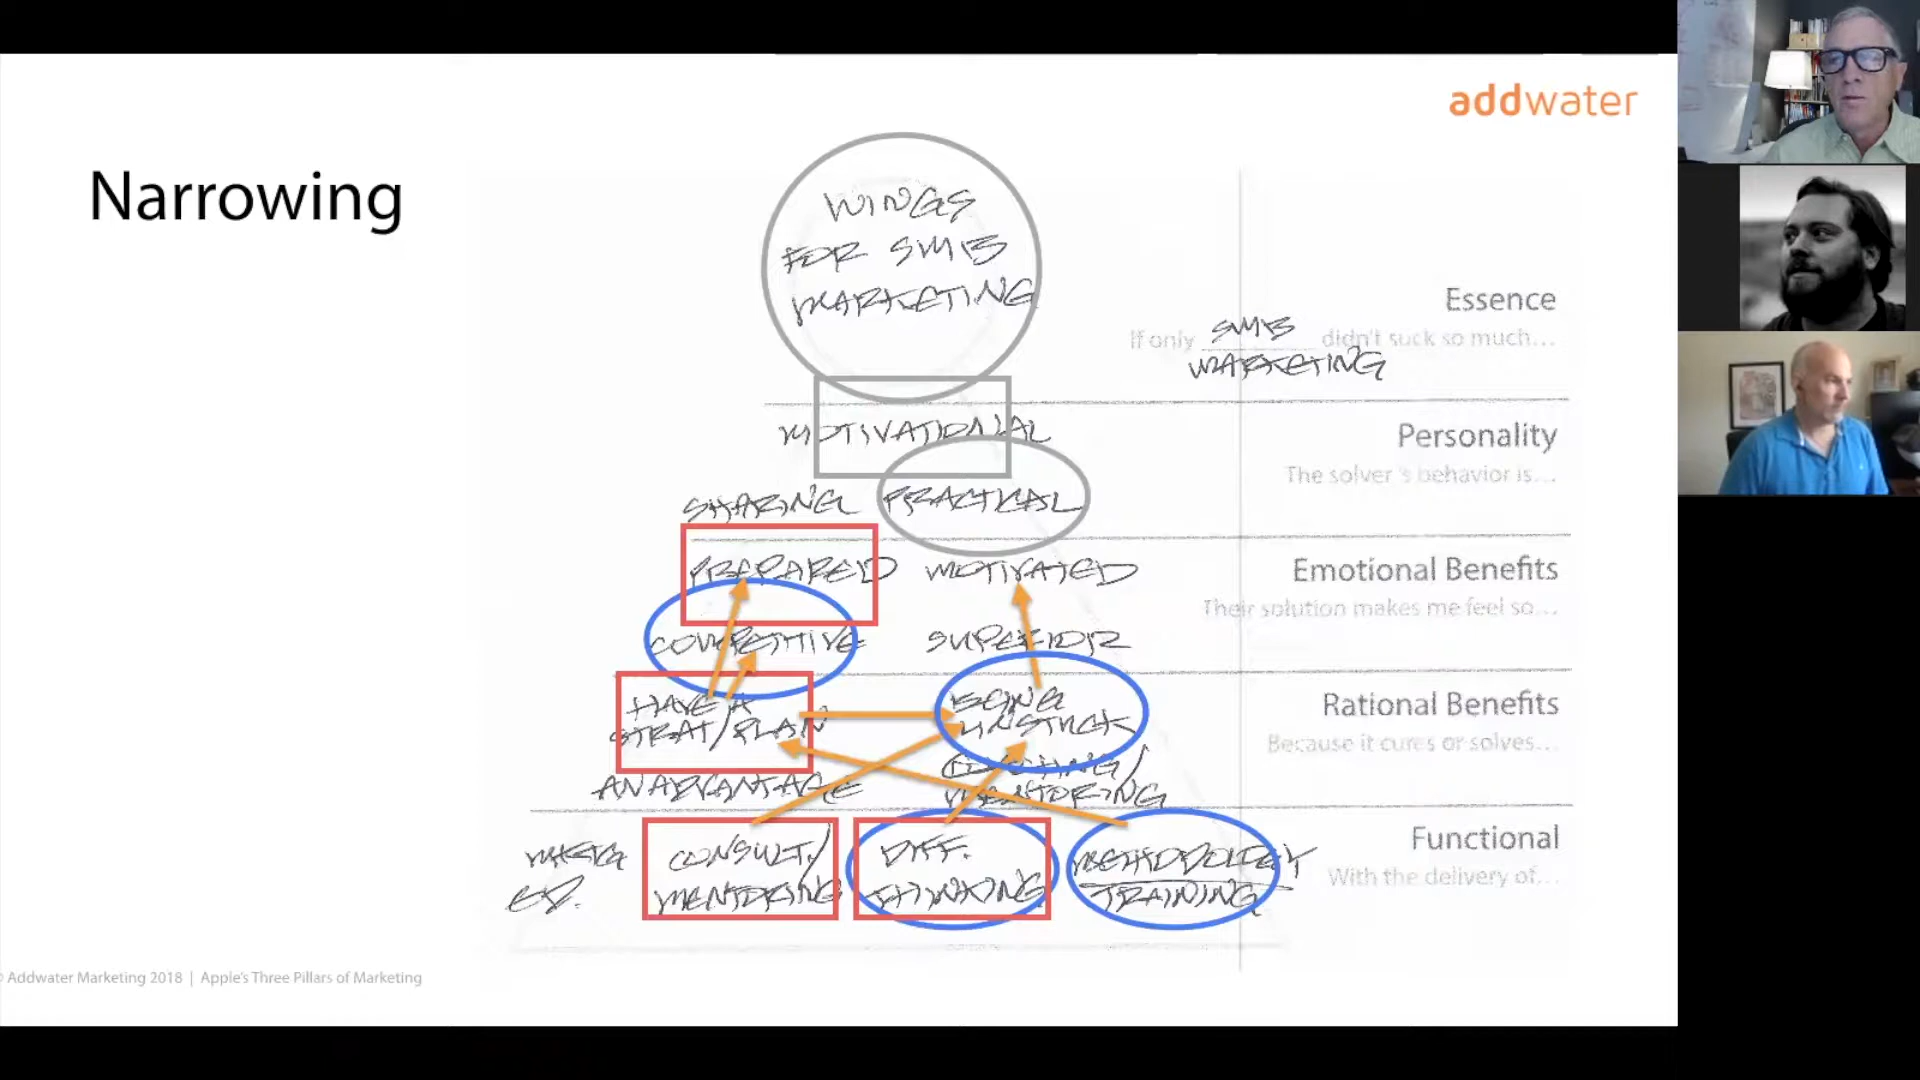 addwater
Narrowing
WINGS
FOR SMB
MARKETING
Essence
If only SMB didn't suck so much...
MARKETING
MOTIVATIONAL
Personality
The solver's behavior is...
SHARING PRACTICAL
PREPARED MOTIVATED
Emotional Benefits
Their solution makes me feel so...
COMPETITIVE SUPERIOR
HAVE A
STRAT/PLAN
BEING
UNSTUCK
Rational Benefits
Because it cures or solves...
AN ADVANTAGE
COACHING/
MENTORING
Functional
With the delivery of...
ED.
CONSULT./
MENTORING
DIFF.
THINKING
METHODOLOGY
TRAINING
Addwater Marketing 2018 | Apple's Three Pillars of Marketing